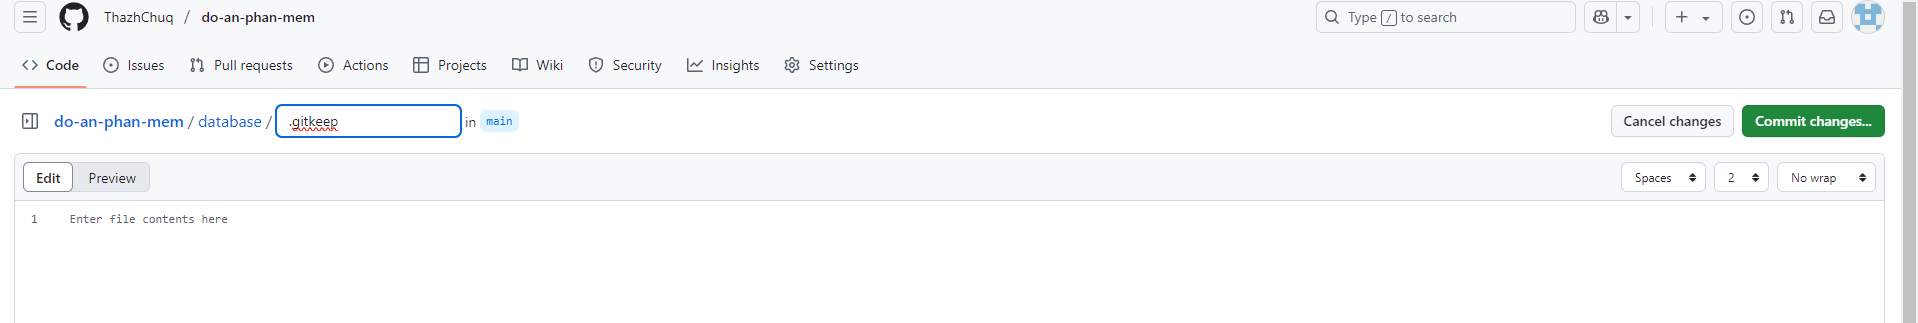 ThazhChuq / do-an-phan-mem Type / to search
Code Issues Pull requests Actions Projects Wiki Security Insights Settings
do-an-phan-mem / database / .gitkeep in main Cancel changes Commit changes...
Edit Preview Spaces 2 No wrap
1 Enter file contents here